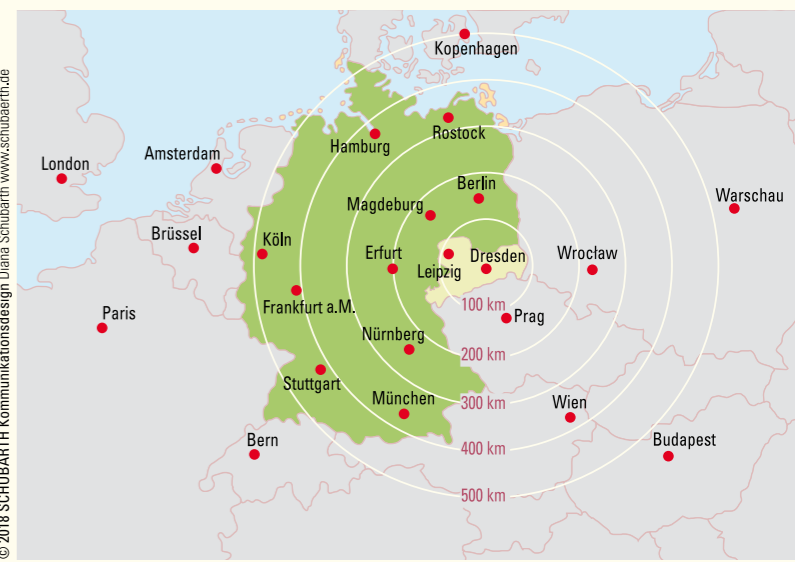 Kopenhagen
Rostock
Hamburg
London
Amsterdam
Berlin
Warschau
Magdeburg
Brüssel
Köln
Erfurt
Leipzig
Dresden
Wrocław
Frankfurt a.M.
100 km
Paris
Prag
Nürnberg
200 km
Stuttgart
München
300 km
Wien
Bern
400 km
Budapest
500 km
© 2018 SCHUBARTH Kommunikationsdesign Diana Schubarth www.schubaerth.de